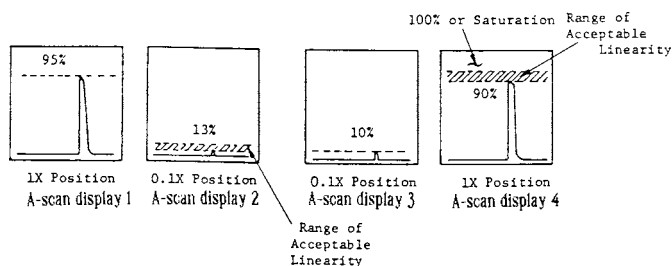 100% or Saturation
Range of
Acceptable
Linearity
95%
13%
10%
90%
1X Position
A-scan display 1
0.1X Position
A-scan display 2
0.1X Position
A-scan display 3
1X Position
A-scan display 4
Range of
Acceptable
Linearity